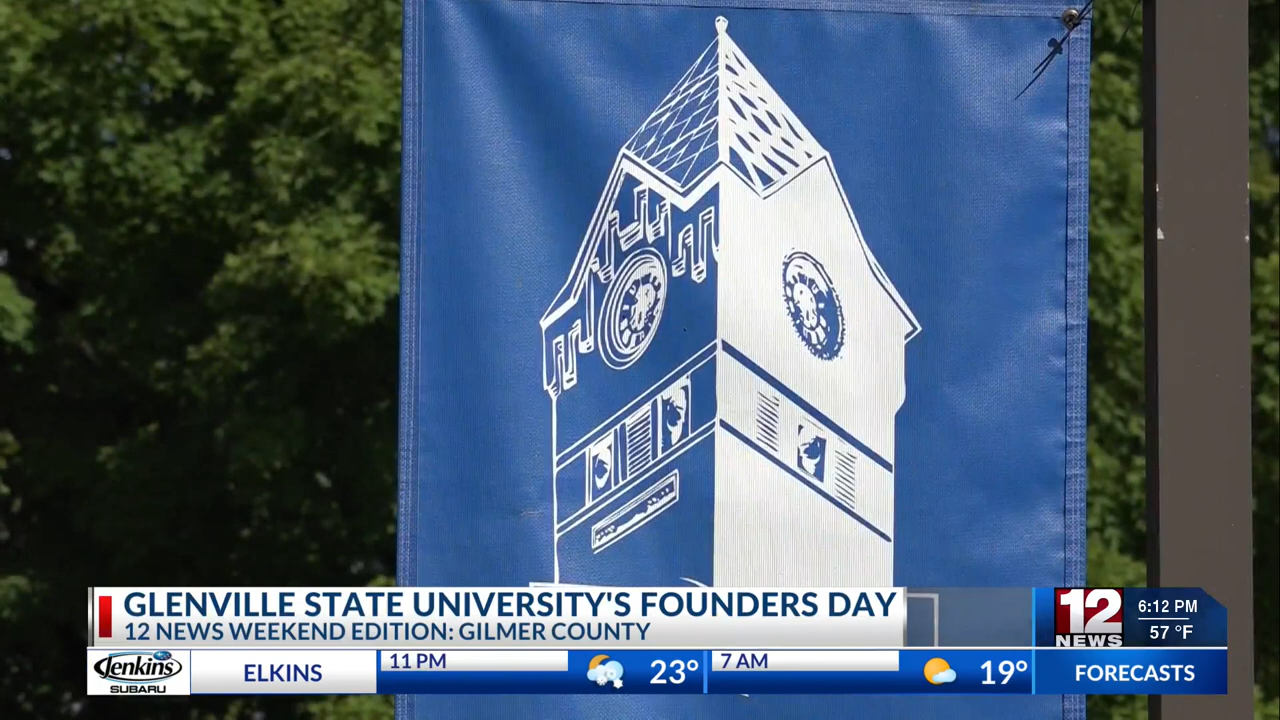 GLENVILLE STATE UNIVERSITY'S FOUNDERS DAY
12 NEWS WEEKEND EDITION: GILMER COUNTY
12
NEWS
6:12 PM
57 °F
Jenkins
SUBARU
ELKINS
11 PM
23°
7 AM
19°
FORECASTS